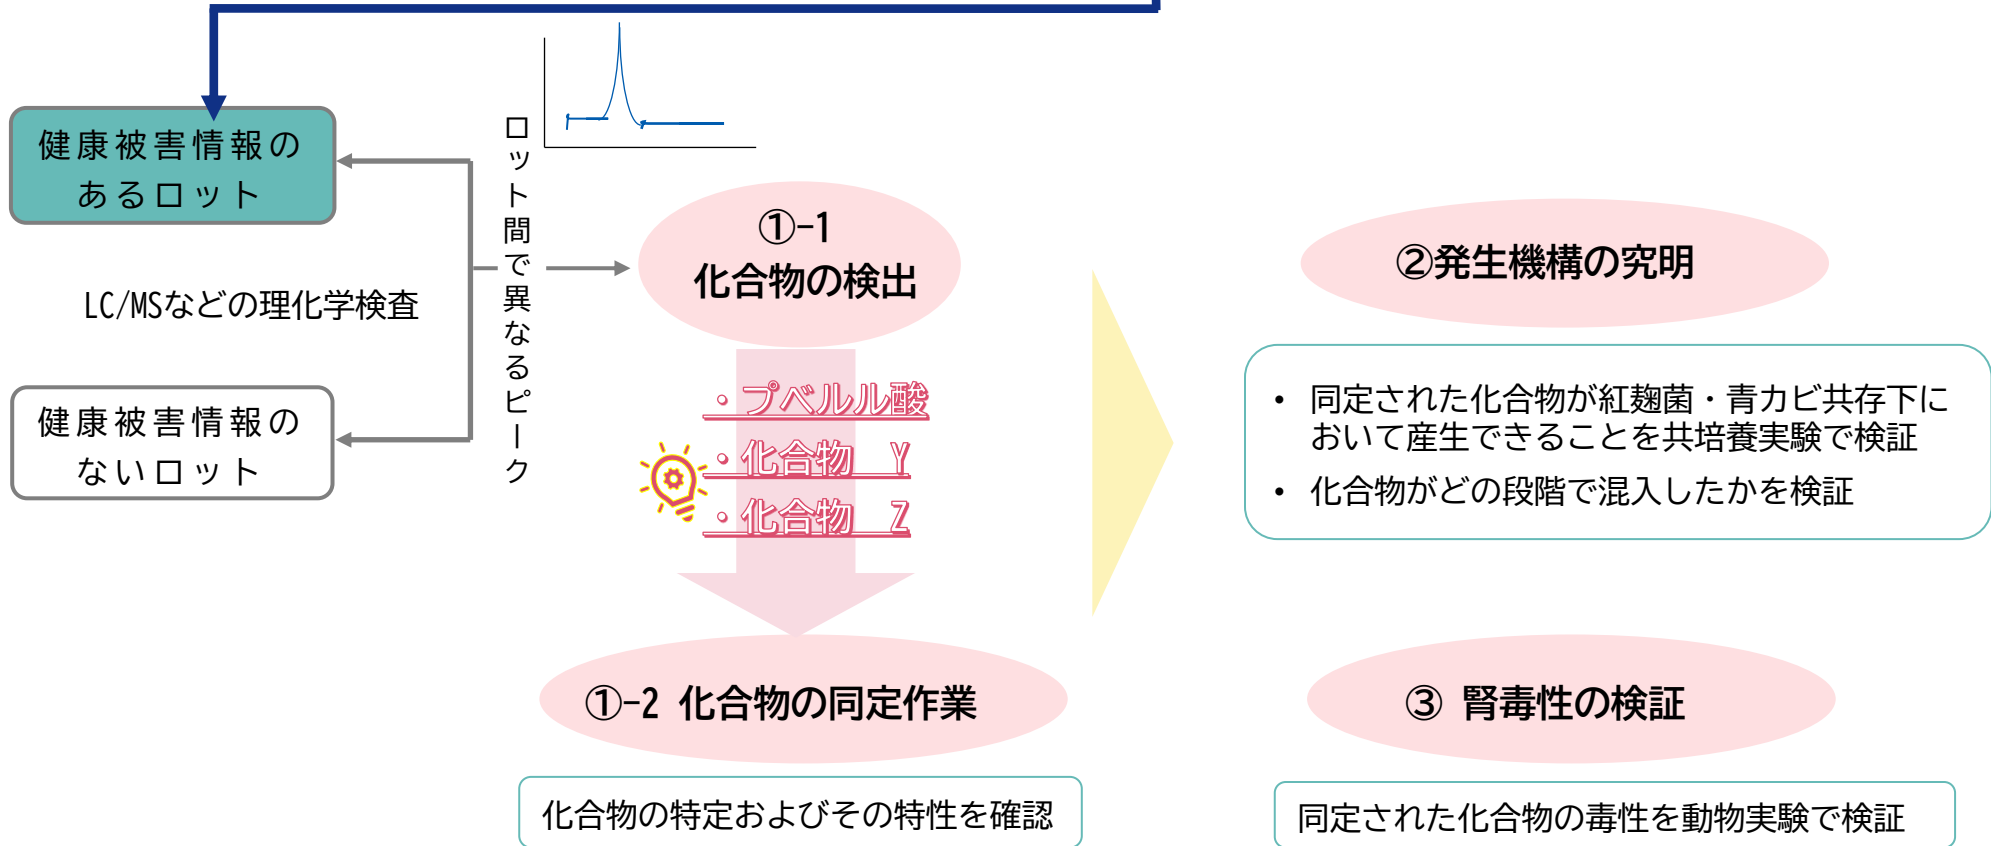 健康被害情報の
あるロット
LC/MSなどの理化学検査
健康被害情報の
ないロット
ロット間で異なるピーク
①-1
化合物の検出
・プベルル酸
・化合物 Y
・化合物 Z
①-2 化合物の同定作業
化合物の特定およびその特性を確認
②発生機構の究明
• 同定された化合物が紅麹菌・青カビ共存下に
おいて産生できることを共培養実験で検証
• 化合物がどの段階で混入したかを検証
③ 腎毒性の検証
同定された化合物の毒性を動物実験で検証